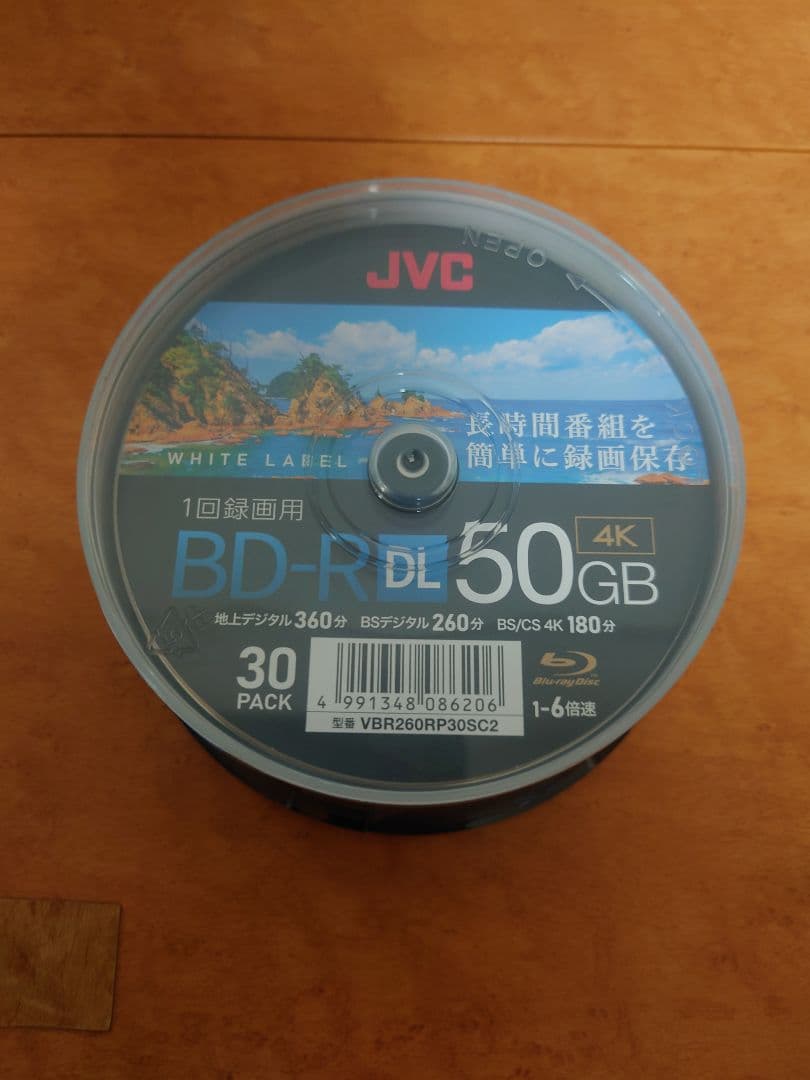 OPEN
JVC
長時間番組を
簡単に録画保存
WHITE LABEL
1回録画用
4K
BD-R DL 50GB
地上デジタル 360分 BSデジタル 260分 BS/CS 4K 180分
30
PACK
4 991348 086206
型番 VBR260RP30SC2
Blu-ray Disc
1-6倍速